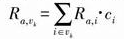 R_{a,v_k} = \sum_{i \in v_k} R_{a,i} \cdot c_i